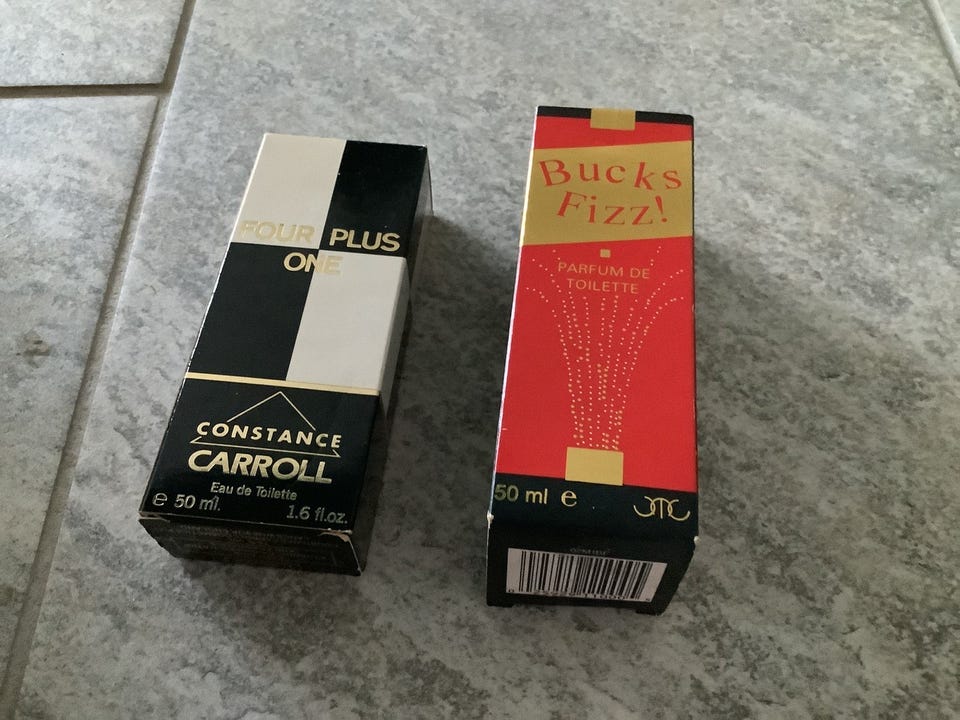 FOUR PLUS
ONE
CONSTANCE
CARROLL
Eau de Toilette
e 50 ml.
1.6 fl.oz.
Bucks
Fizz!
PARFUM DE
TOILETTE
50 ml e